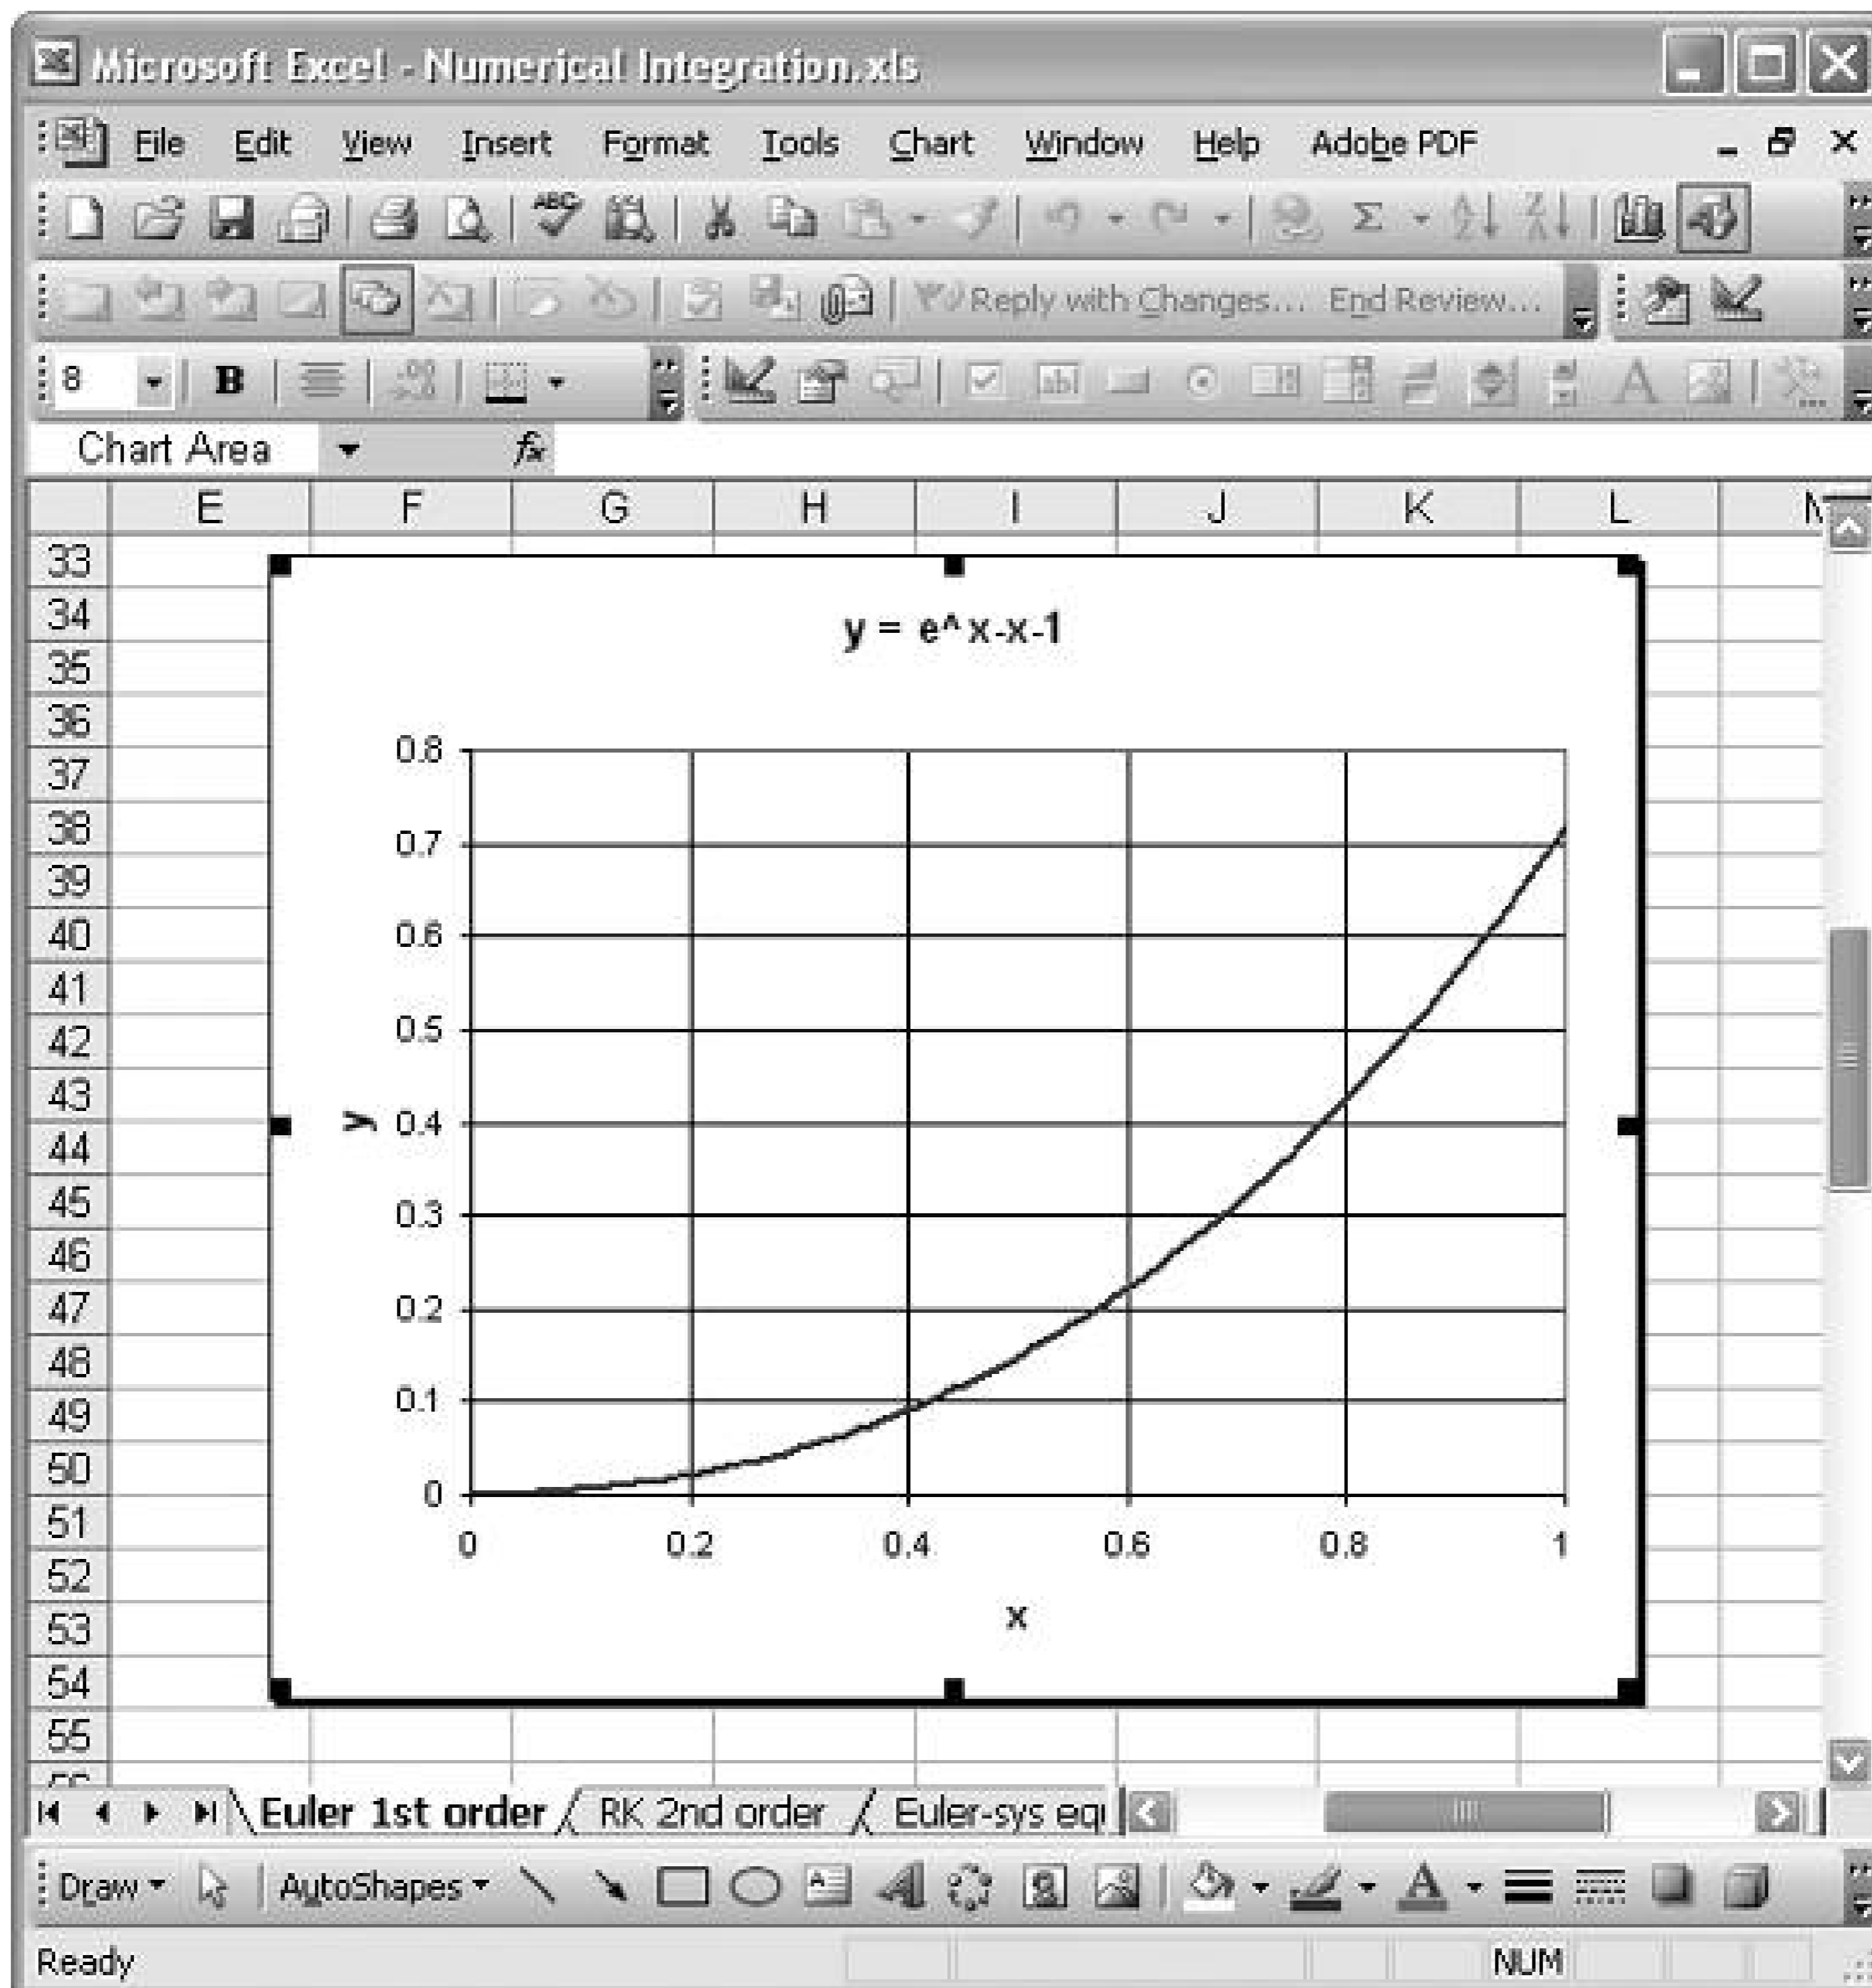 Microsoft Excel - Numerical Integration.xls
File Edit View Insert Format Tools Chart Window Help Adobe PDF
ABC Σ A Z Z A
Reply with Changes... End Review...
8 B .00 ab A
Chart Area fx
E F G H I J K L
33
34
35
36
37
38
39
40
41
42
43
44
45
46
47
48
49
50
51
52
53
54
55
y = e^x-x-1
0.8
0.7
0.6
0.5
0.4
0.3
0.2
0.1
0
y
0 0.2 0.4 0.6 0.8 1
x
Euler 1st order RK 2nd order Euler-sys equ
Draw AutoShapes A A
Ready NUM